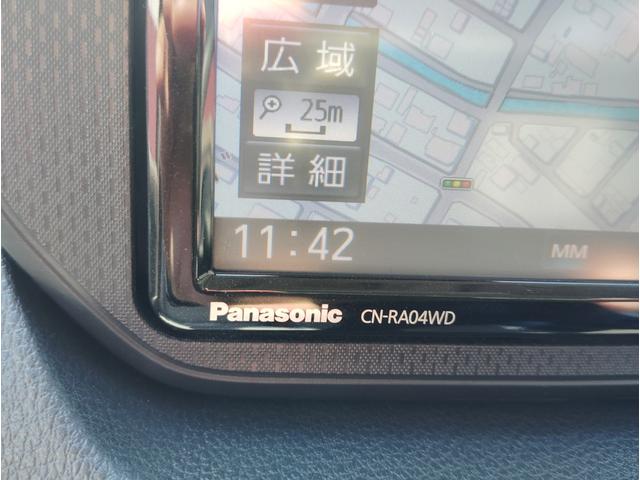 広域
25m
詳細
11:42
MM
Panasonic CN-RA04WD